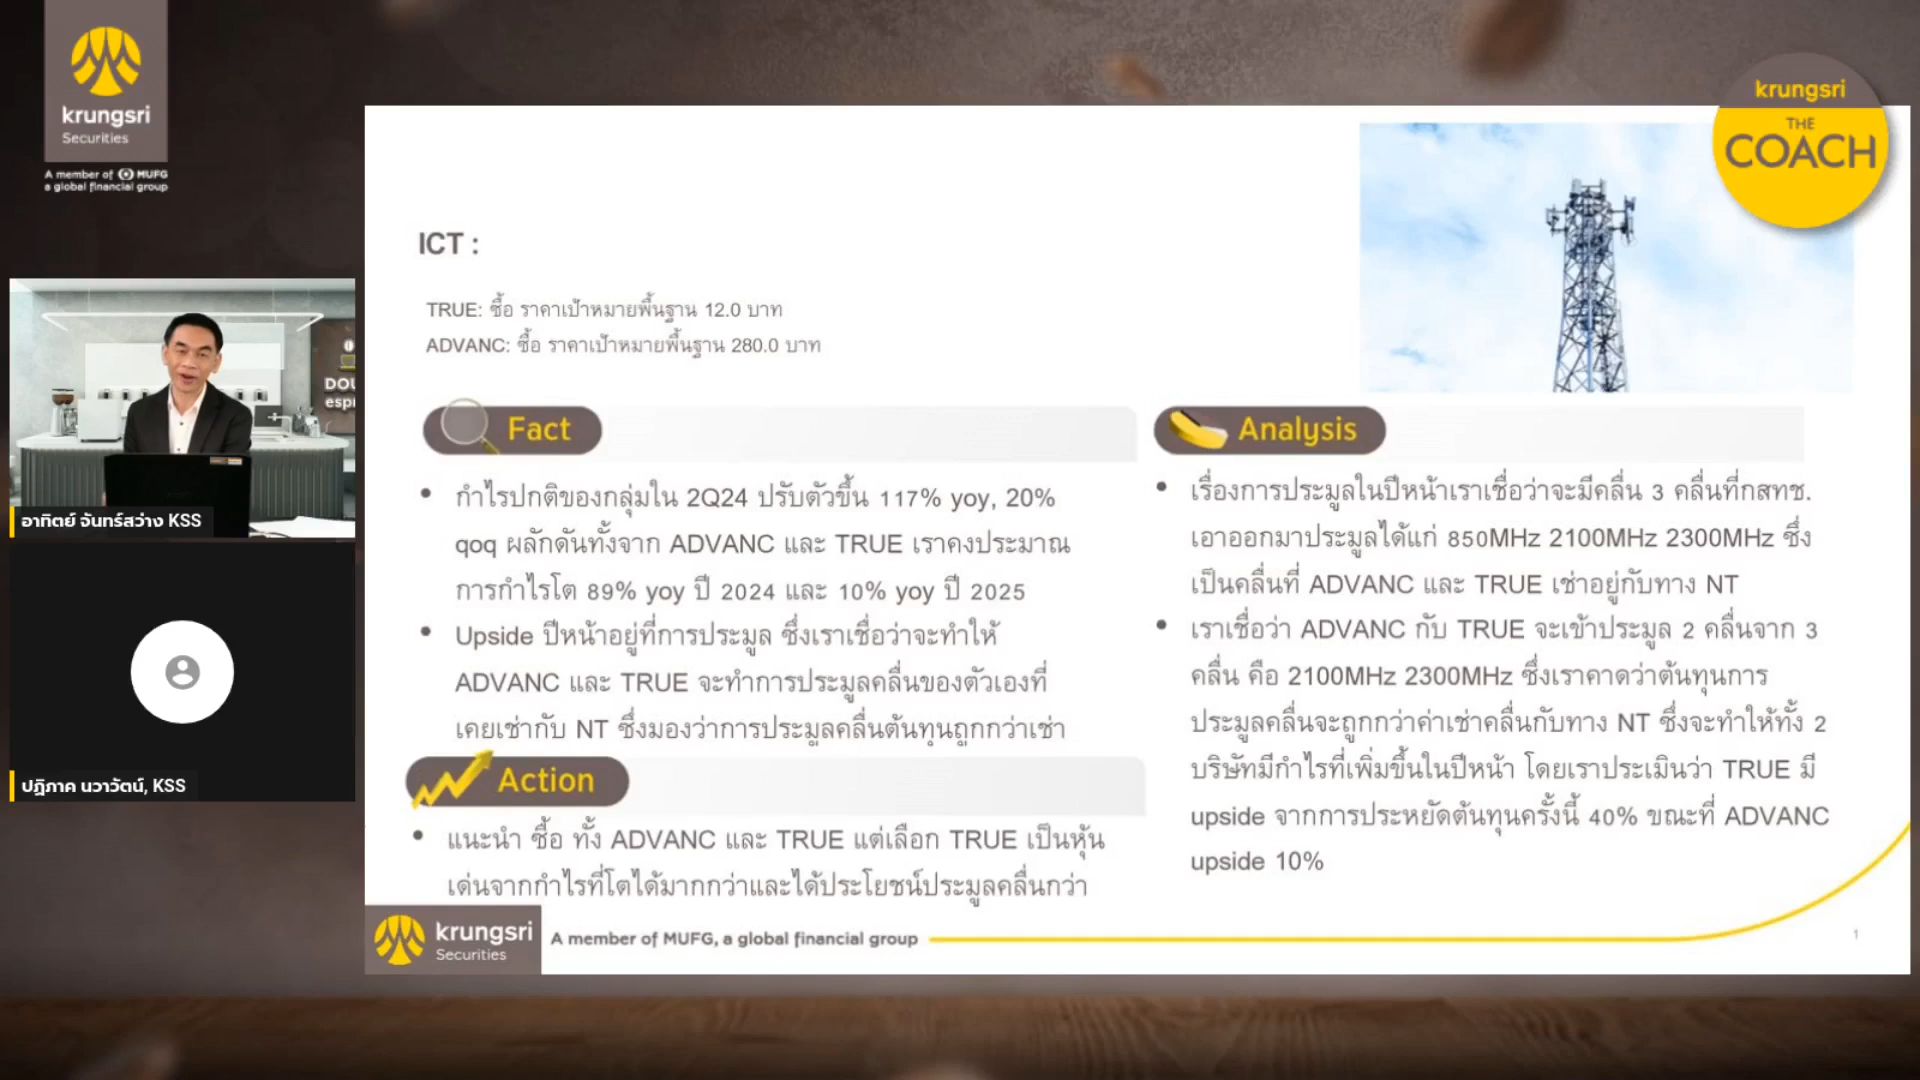 krungsri
Securities
A member of MUFG
a global financial group
krungsri
THE
COACH
ICT :
TRUE: ซื้อ ราคาเป้าหมายพื้นฐาน 12.0 บาท
ADVANC: ซื้อ ราคาเป้าหมายพื้นฐาน 280.0 บาท
Fact
กำไรปกติของกลุ่มใน 2Q24 ปรับตัวขึ้น 117% yoy, 20%
qoq ผลักดันทั้งจาก ADVANC และ TRUE เราคงประมาณ
การกำไรโต 89% yoy ปี 2024 และ 10% yoy ปี 2025
Upside ปีหน้าอยู่ที่การประมูล ซึ่งเราเชื่อว่าจะทำให้
ADVANC และ TRUE จะทำการประมูลคลื่นของตัวเองที่
เคยเช่ากับ NT ซึ่งมองว่าการประมูลคลื่นต้นทุนถูกกว่าเช่า
Action
แนะนำ ซื้อ ทั้ง ADVANC และ TRUE แต่เลือก TRUE เป็นหุ้น
เด่นจากกำไรที่โตได้มากกว่าและได้ประโยชน์ประมูลคลื่นกว่า
Analysis
เรื่องการประมูลในปีหน้าเราเชื่อว่าจะมีคลื่น 3 คลื่นที่กสทช.
เอาออกมาประมูลได้แก่ 850MHz 2100MHz 2300MHz ซึ่ง
เป็นคลื่นที่ ADVANC และ TRUE เช่าอยู่กับทาง NT
เราเชื่อว่า ADVANC กับ TRUE จะเข้าประมูล 2 คลื่นจาก 3
คลื่น คือ 2100MHz 2300MHz ซึ่งเราคาดว่าต้นทุนการ
ประมูลคลื่นจะถูกกว่าค่าเช่าคลื่นกับทาง NT ซึ่งจะทำให้ทั้ง 2
บริษัทมีกำไรที่เพิ่มขึ้นในปีหน้า โดยเราประเมินว่า TRUE มี
upside จากการประหยัดต้นทุนครั้งนี้ 40% ขณะที่ ADVANC
upside 10%
อาทิตย์ จันทร์สว่าง KSS
ปฏิภาค นวาวัตน์, KSS
krungsri
Securities
A member of MUFG, a global financial group
1